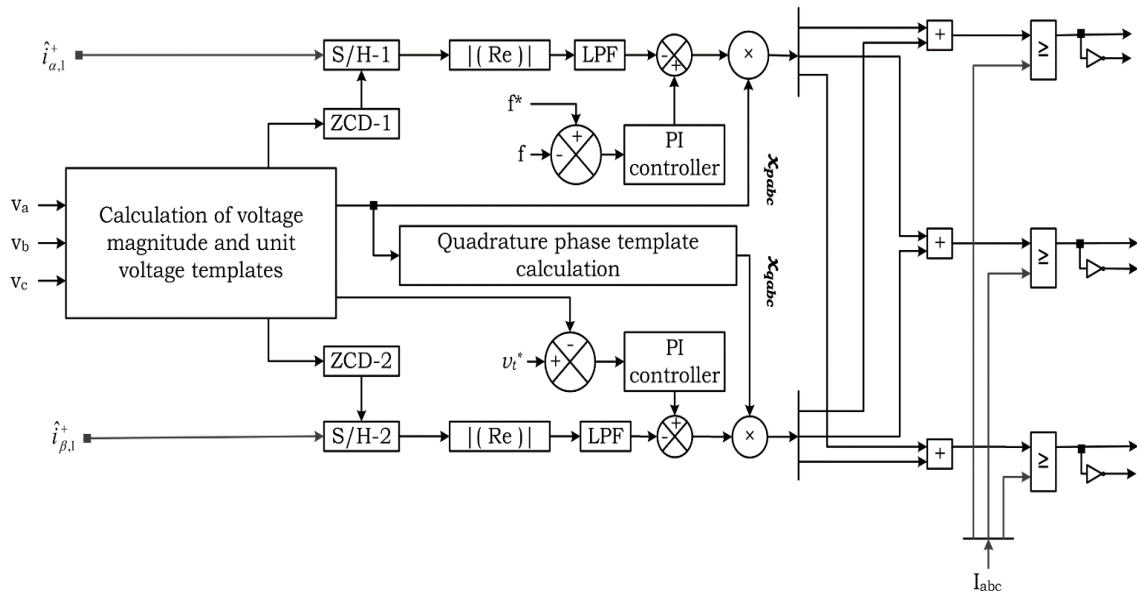 î⁺α,1
S/H-1
|(Re)|
LPF
-
+
×
+
≥
ZCD-1
f*
+
f
-
PI
controller
𝓍pabc
va
vb
vc
Calculation of voltage
magnitude and unit
voltage templates
Quadrature phase template
calculation
𝓍qabc
+
≥
ZCD-2
vt*
-
+
PI
controller
î⁺β,1
S/H-2
|(Re)|
LPF
-
+
×
+
≥
Iabc